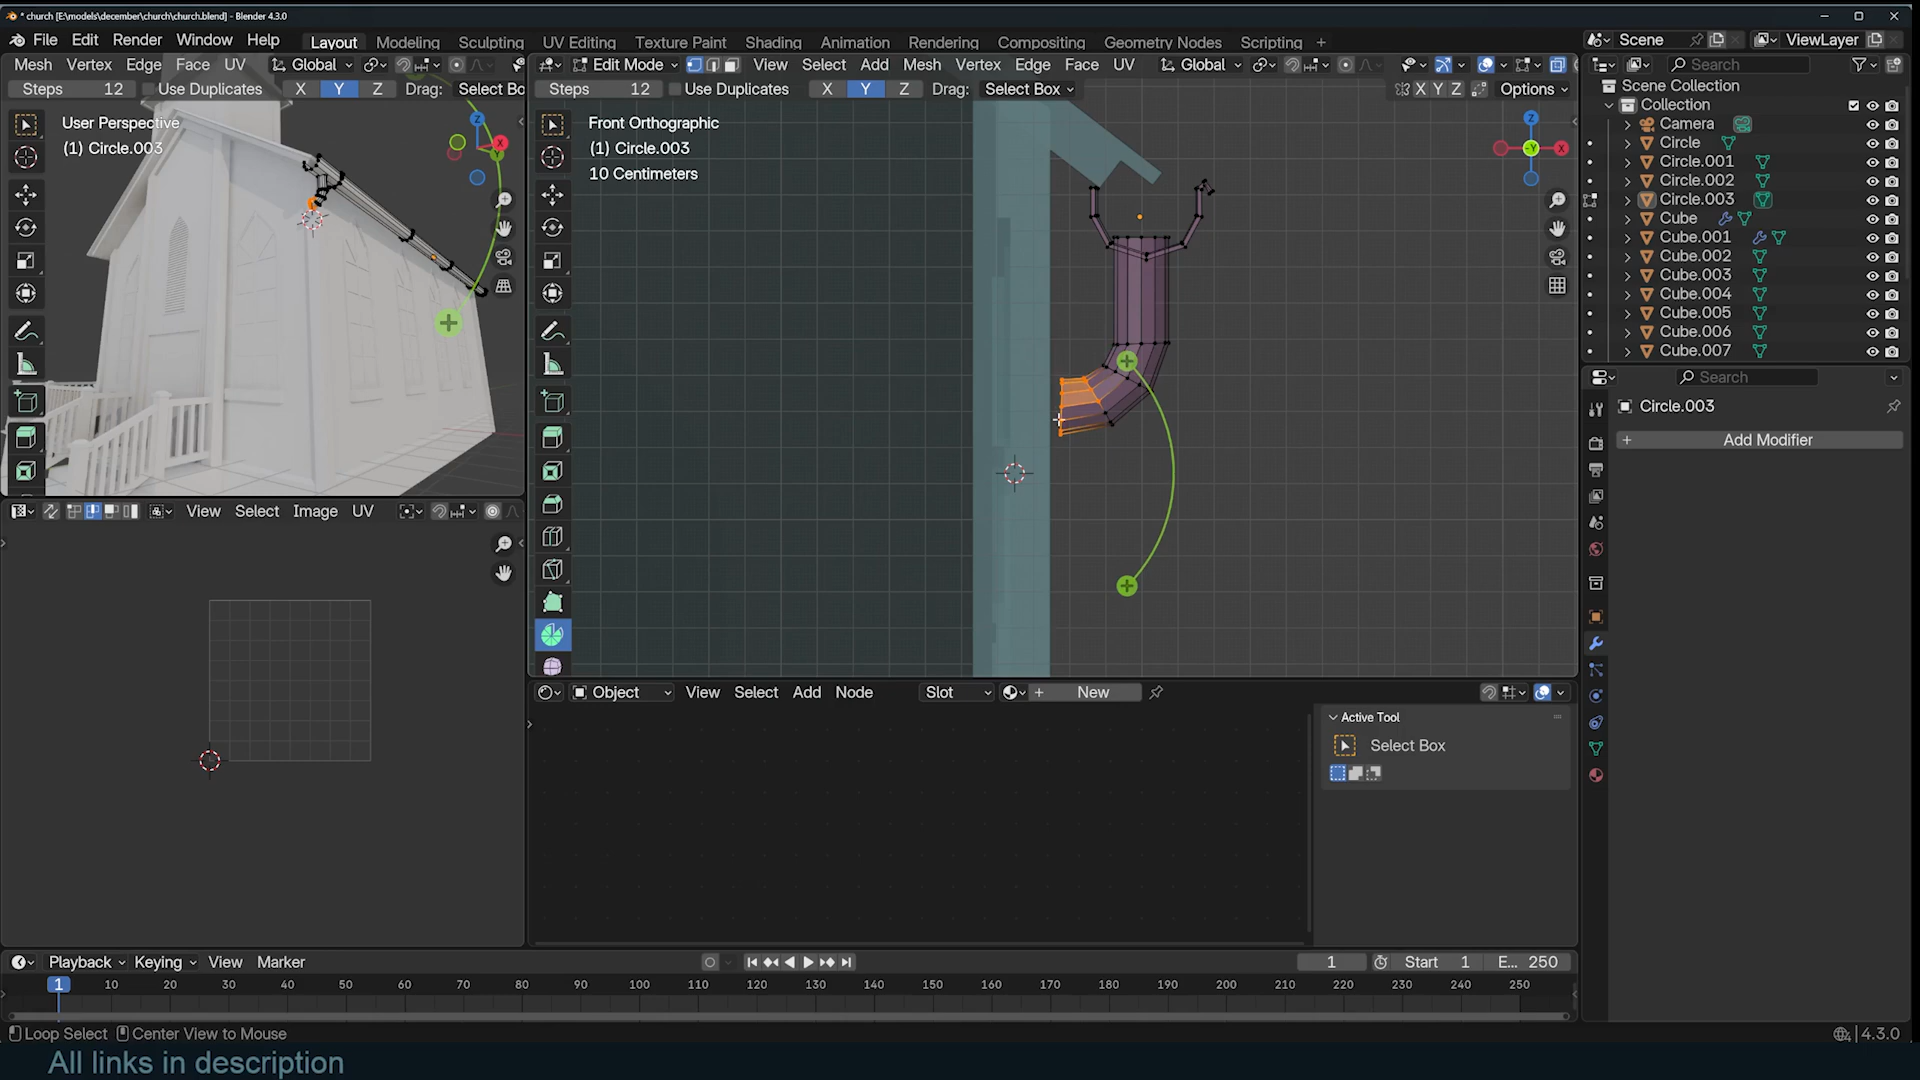 * church [E:\models\december\church\church.blend] - Blender 4.3.0
File Edit Render Window Help Layout Modeling Sculpting UV Editing Texture Paint Shading Animation Rendering Compositing Geometry Nodes Scripting + Scene ViewLayer
Mesh Vertex Edge Face UV Global Edit Mode View Select Add Mesh Vertex Edge Face UV Global Search
Steps 12 Use Duplicates X Y Z Drag: Select Bo Steps 12 Use Duplicates X Y Z Drag: Select Box X Y Z Options
Scene Collection
Collection
Camera
Circle
Circle.001
Circle.002
Circle.003
Cube
Cube.001
Cube.002
Cube.003
Cube.004
Cube.005
Cube.006
Cube.007
User Perspective
(1) Circle.003
Z X Y
Front Orthographic
(1) Circle.003
10 Centimeters
Z X -Y
Search
Circle.003
+ Add Modifier
View Select Image UV
Object View Select Add Node Slot + New
Active Tool
Select Box
Playback Keying View Marker 1 Start 1 E... 250
1 10 20 30 40 50 60 70 80 90 100 110 120 130 140 150 160 170 180 190 200 210 220 230 240 250
Loop Select Center View to Mouse 4.3.0
All links in description